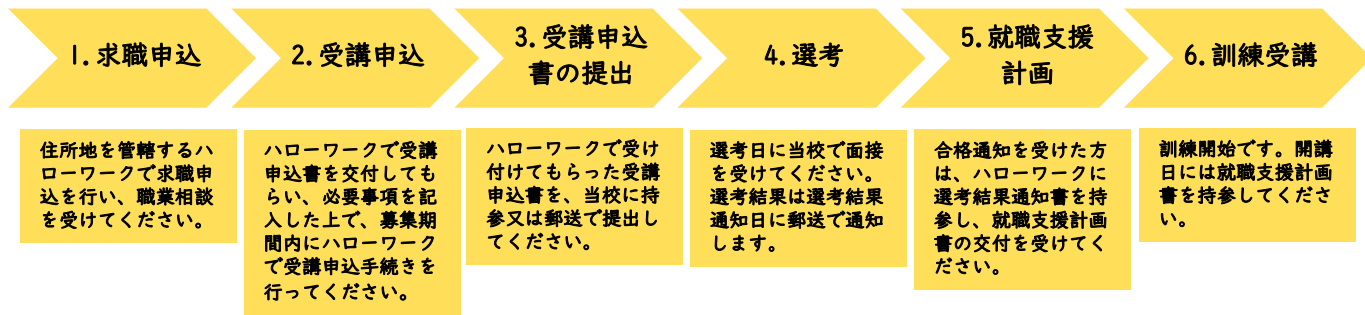 1.求職申込
2.受講申込
3.受講申込
書の提出
4.選考
5.就職支援
計画
6.訓練受講
住所地を管轄するハ
ローワークで求職申
込を行い、職業相談
を受けてください。
ハローワークで受講
申込書を交付しても
らい、必要事項を記
入した上で、募集期
間内にハローワーク
で受講申込手続きを
行ってください。
ハローワークで受け
付けてもらった受講
申込書を、当校に持
参又は郵送で提出し
てください。
選考日に当校で面接
を受けてください。
選考結果は選考結果
通知日に郵送で通知
します。
合格通知を受けた方
は、ハローワークに
選考結果通知書を持
参し、就職支援計画
書の交付を受けてく
ださい。
訓練開始です。開講
日には就職支援計画
書を持参してくださ
い。